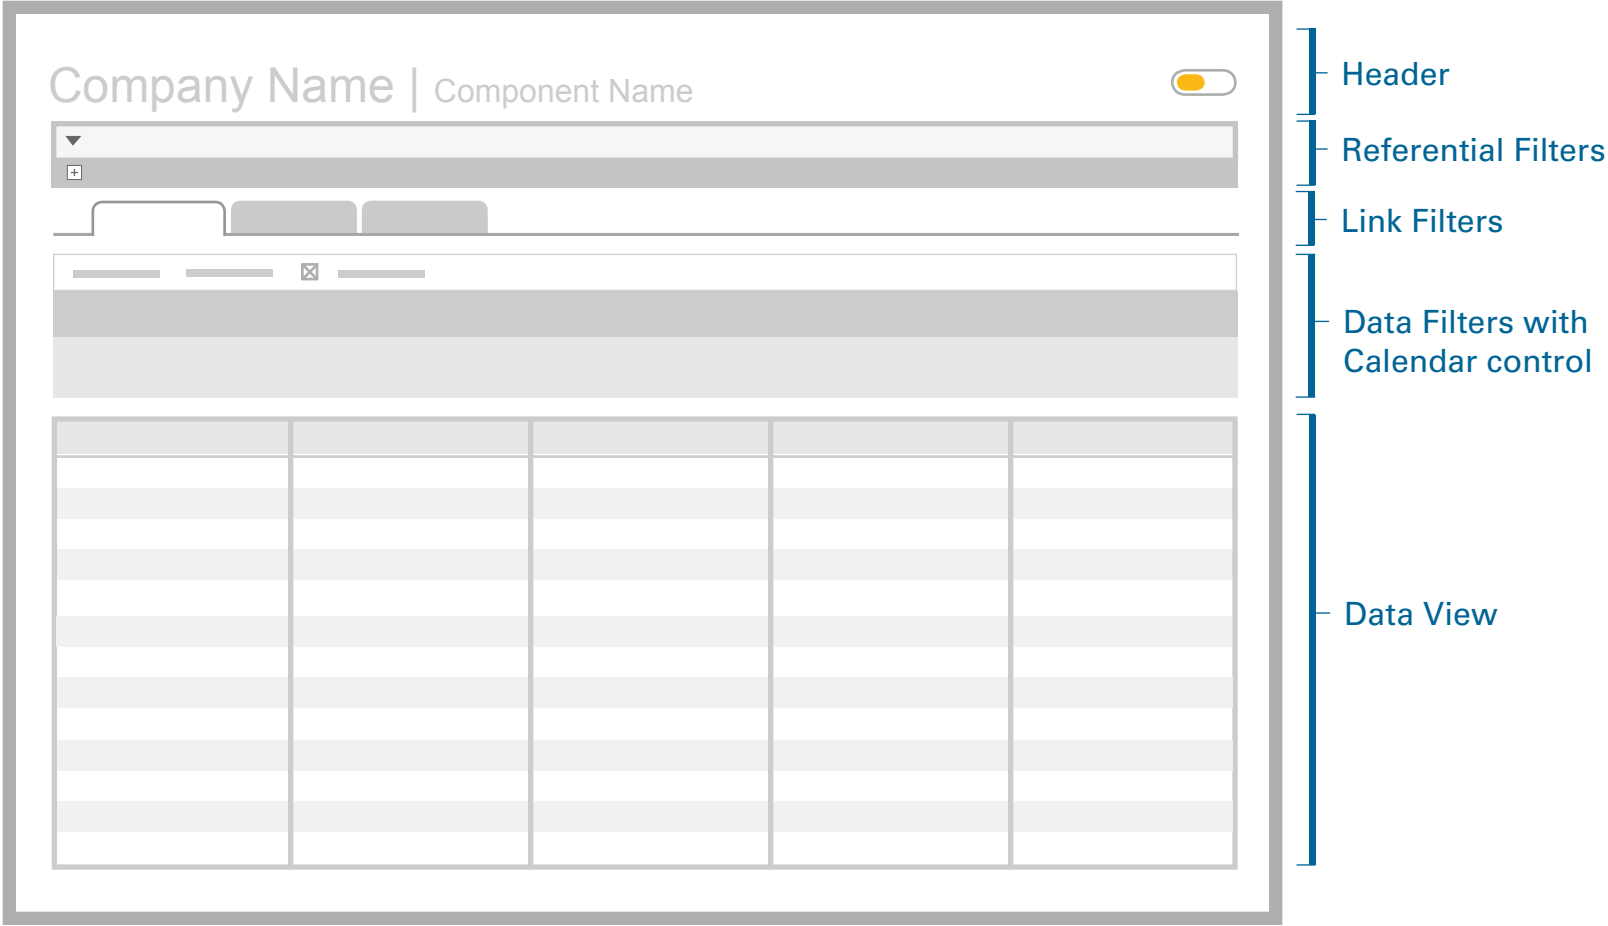 Company Name | Component Name
Header
Referential Filters
Link Filters
Data Filters with
Calendar control
Data View